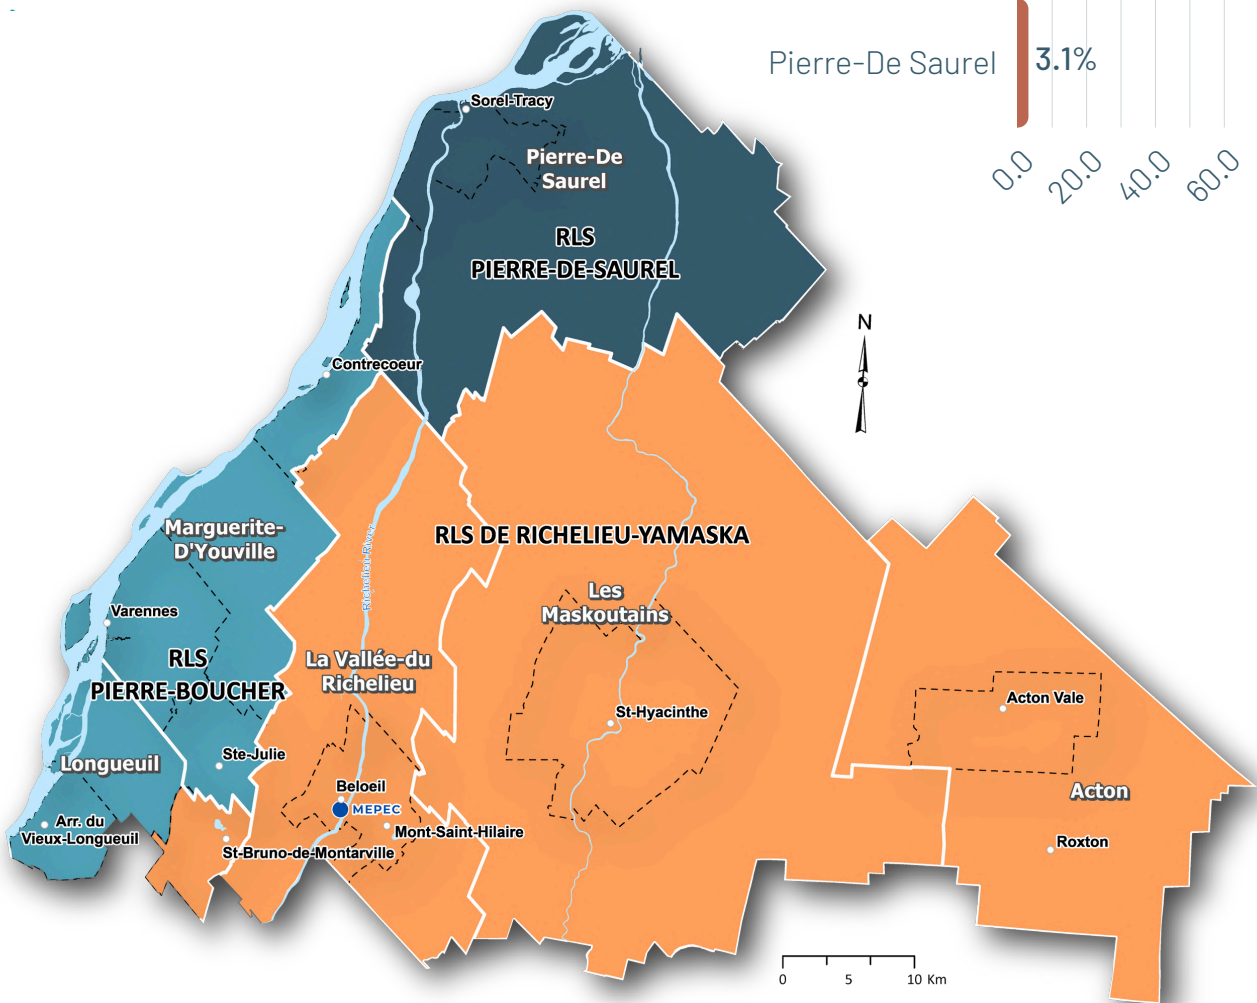 Pierre-De Saurel
3.1%
0.0
20.0
40.0
60.0
Sorel-Tracy
Pierre-De
Saurel
RLS
PIERRE-DE-SAUREL
N
Contrecoeur
Marguerite-
D'Youville
Richelieu River
RLS DE RICHELIEU-YAMASKA
Les
Maskoutains
Varennes
RLS
PIERRE-BOUCHER
La Vallée-du
Richelieu
St-Hyacinthe
Acton Vale
Longueuil
Ste-Julie
Beloeil
MEPEC
Acton
Arr. du
Vieux-Longueuil
Mont-Saint-Hilaire
St-Bruno-de-Montarville
Roxton
0 5 10 Km